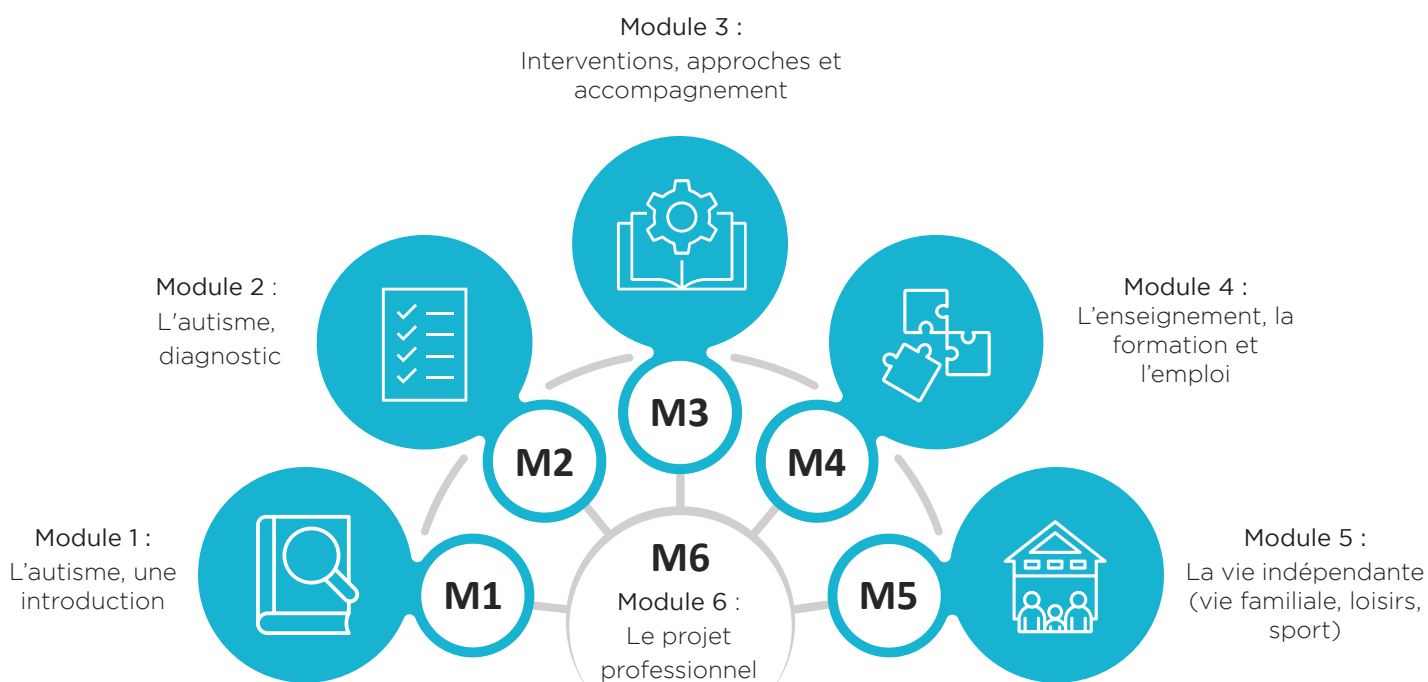 Module 1 :
L'autisme, une
introduction
M1
Module 2 :
L'autisme,
diagnostic
M2
Module 3 :
Interventions, approches et
accompagnement
M3
Module 4 :
L'enseignement, la
formation et
l'emploi
M4
Module 5 :
La vie indépendante
(vie familiale, loisirs,
sport)
M5
M6
Module 6 :
Le projet
professionnel